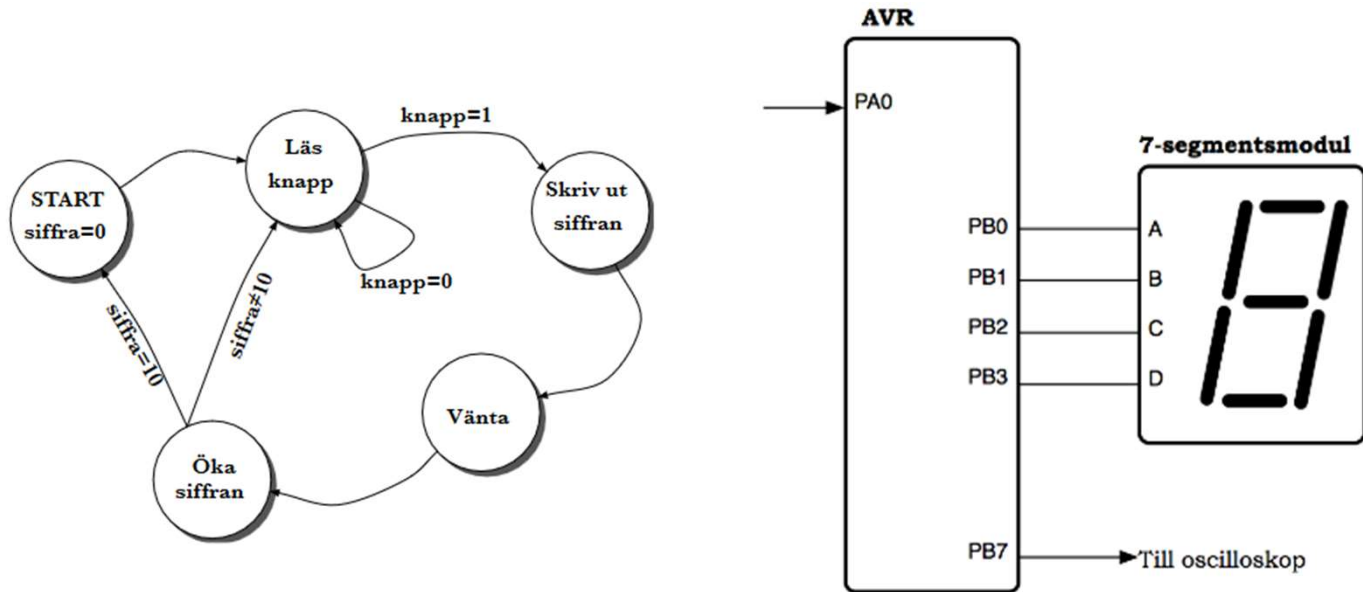 START
siffra=0
Läs
knapp
knapp=1
knapp=0
Skriv ut
siffran
Vänta
Öka
siffran
siffra=10
siffra≠10
AVR
PA0
PB0
PB1
PB2
PB3
PB7
7-segmentsmodul
A
B
C
D
Till oscilloskop